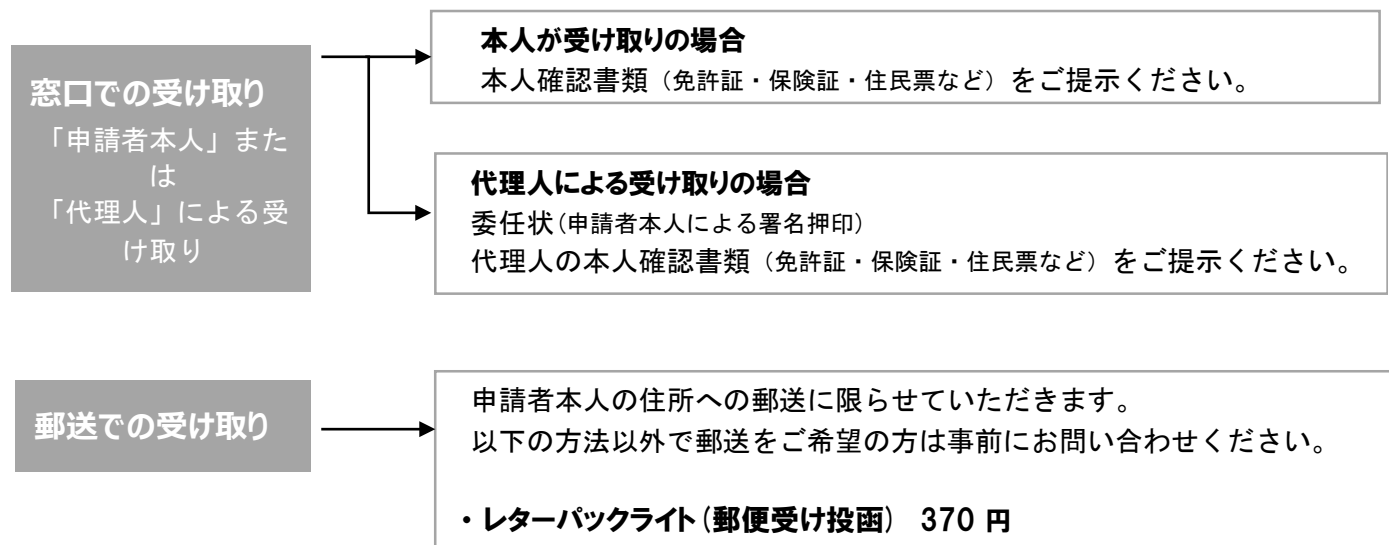 窓口での受け取り
「申請者本人」また
は
「代理人」による受
け取り
本人が受け取りの場合
本人確認書類（免許証・保険証・住民票など）をご提示ください。
代理人による受け取りの場合
委任状(申請者本人による署名押印)
代理人の本人確認書類（免許証・保険証・住民票など）をご提示ください。
郵送での受け取り
申請者本人の住所への郵送に限らせていただきます。
以下の方法以外で郵送をご希望の方は事前にお問い合わせください。
・レターパックライト(郵便受け投函) 370 円